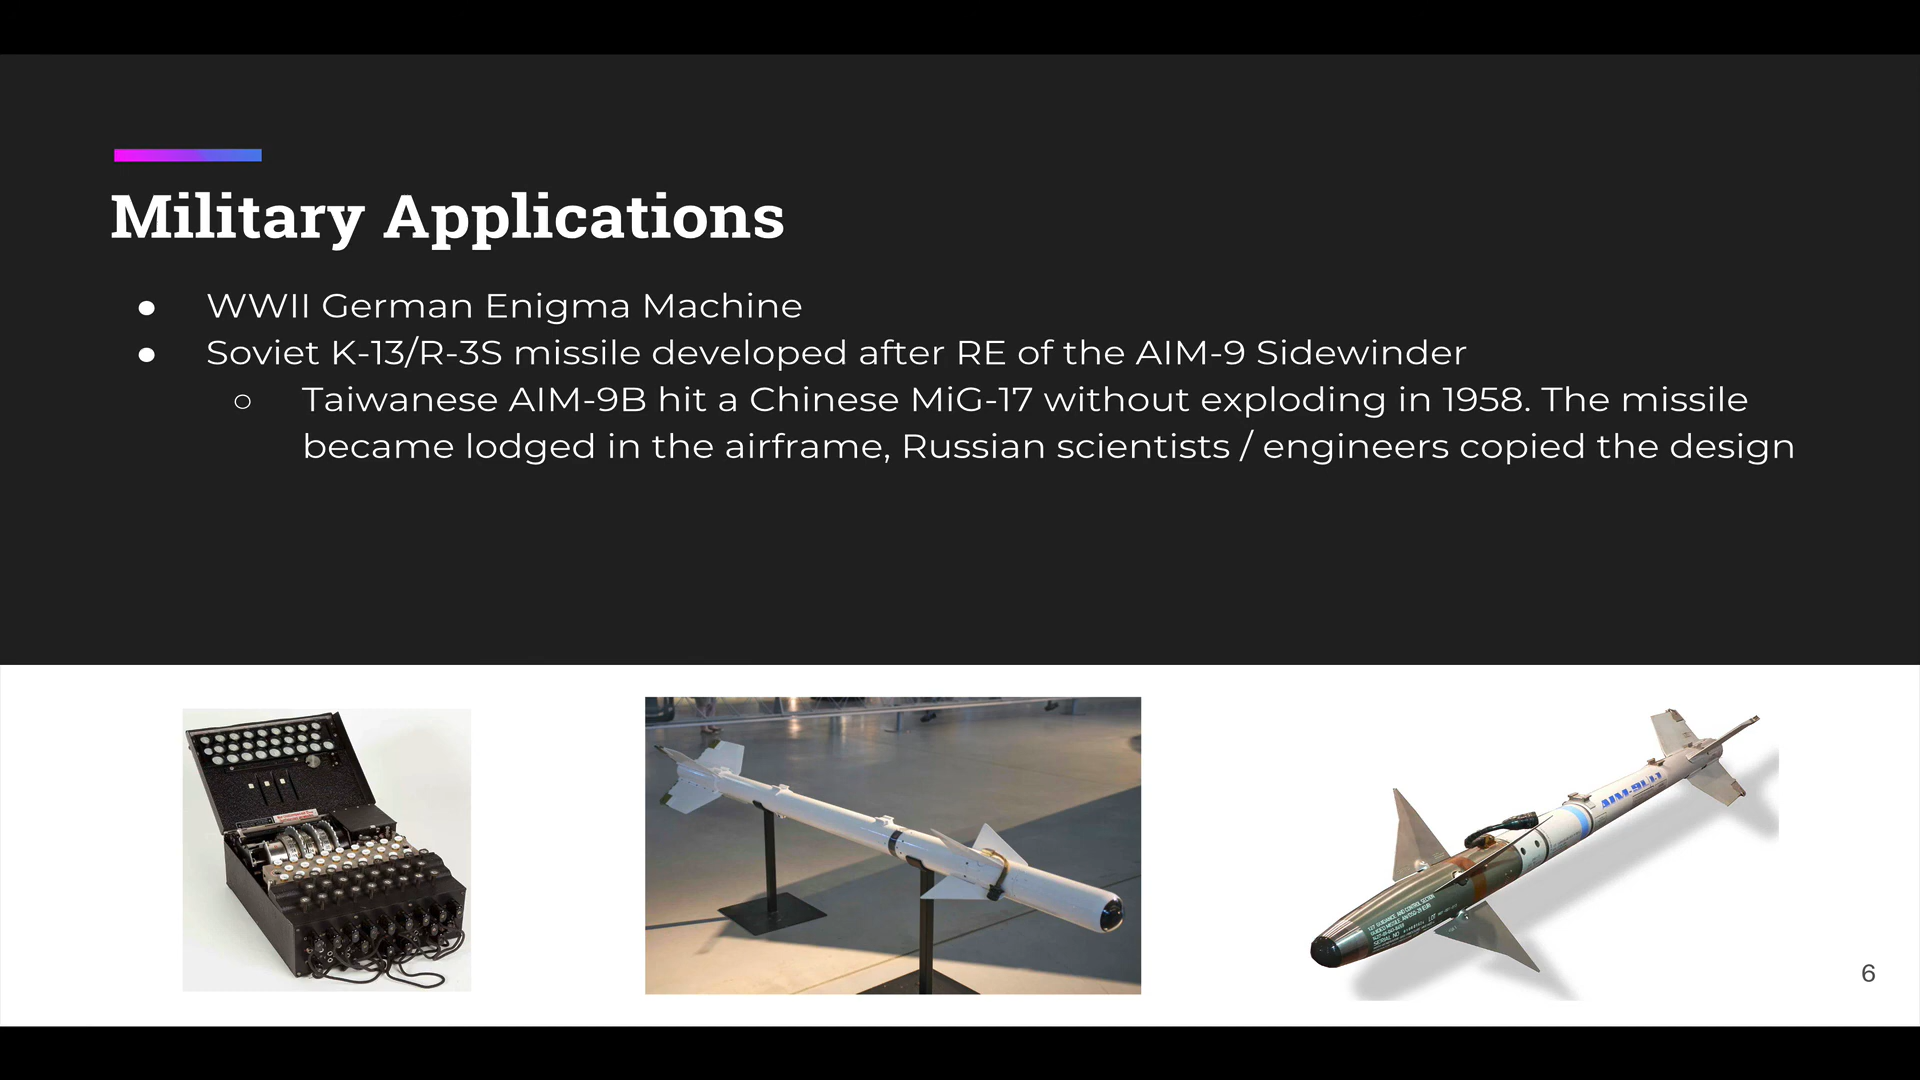 Military Applications
● WWII German Enigma Machine
● Soviet K-13/R-3S missile developed after RE of the AIM-9 Sidewinder
○ Taiwanese AIM-9B hit a Chinese MiG-17 without exploding in 1958. The missile
became lodged in the airframe, Russian scientists / engineers copied the design
6